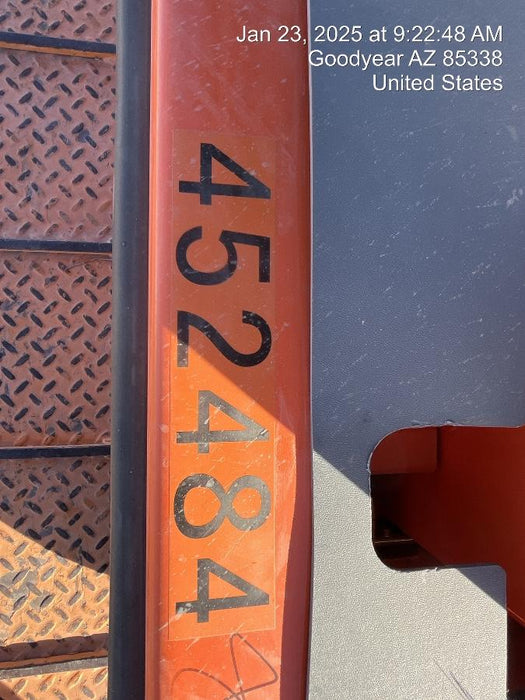 Jan 23, 2025 at 9:22:48 AM
Goodyear AZ 85338
United States
452484